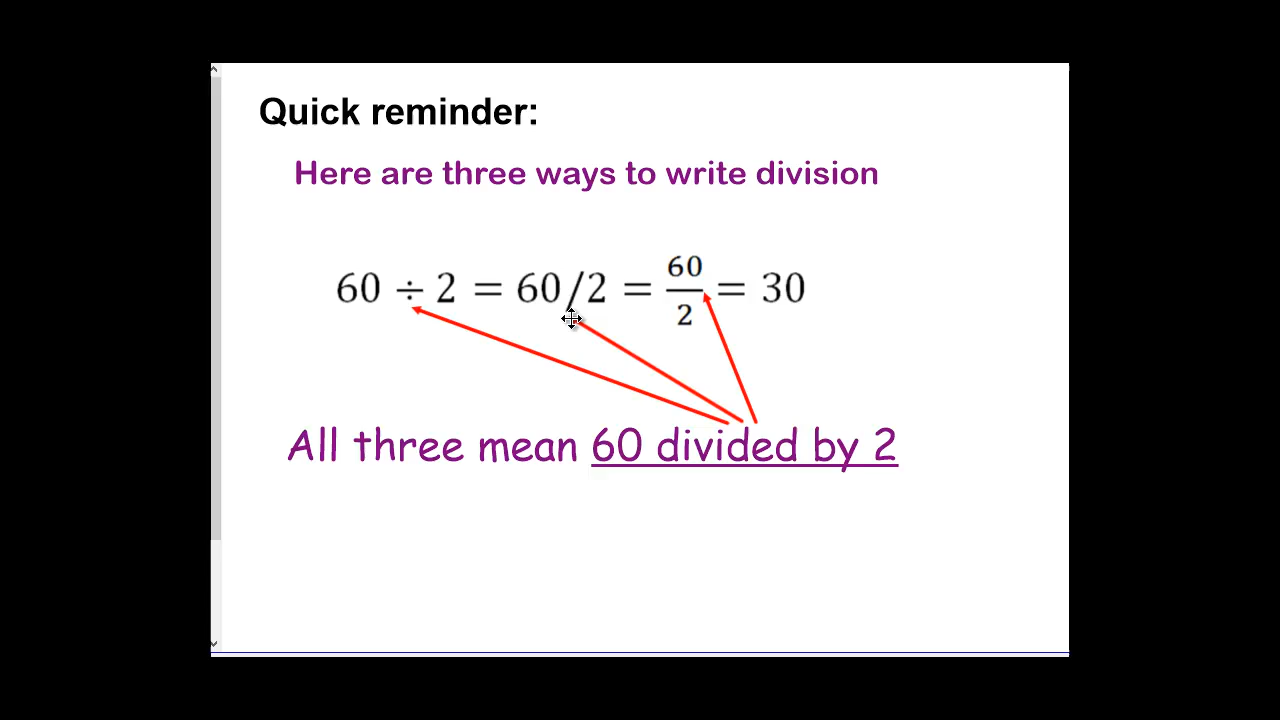 Quick reminder:
Here are three ways to write division
60 ÷ 2 = 60/2 = 60/2 = 30
All three mean 60 divided by 2